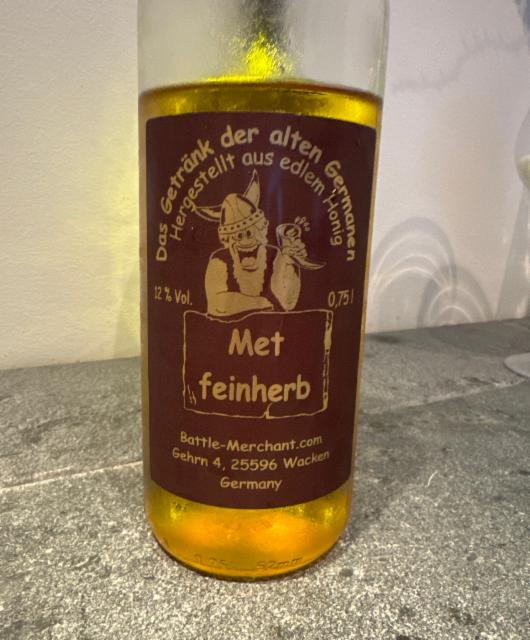 Das Getränk der alten Germanen
Hergestellt aus edlem Honig
12 % Vol.
0,75 l
Met
feinherb
Battle-Merchant.com
Gehrn 4, 25596 Wacken
Germany
52mm